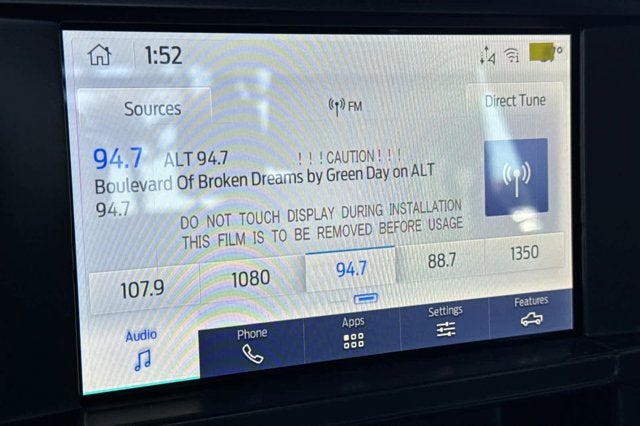 1:52
Sources
FM
Direct Tune
94.7 ALT 94.7
! ! ! CAUTION ! ! !
Boulevard Of Broken Dreams by Green Day on ALT
94.7
DO NOT TOUCH DISPLAY DURING INSTALLATION
THIS FILM IS TO BE REMOVED BEFORE USAGE
107.9 1080 94.7 88.7 1350
Audio Phone Apps Settings Features